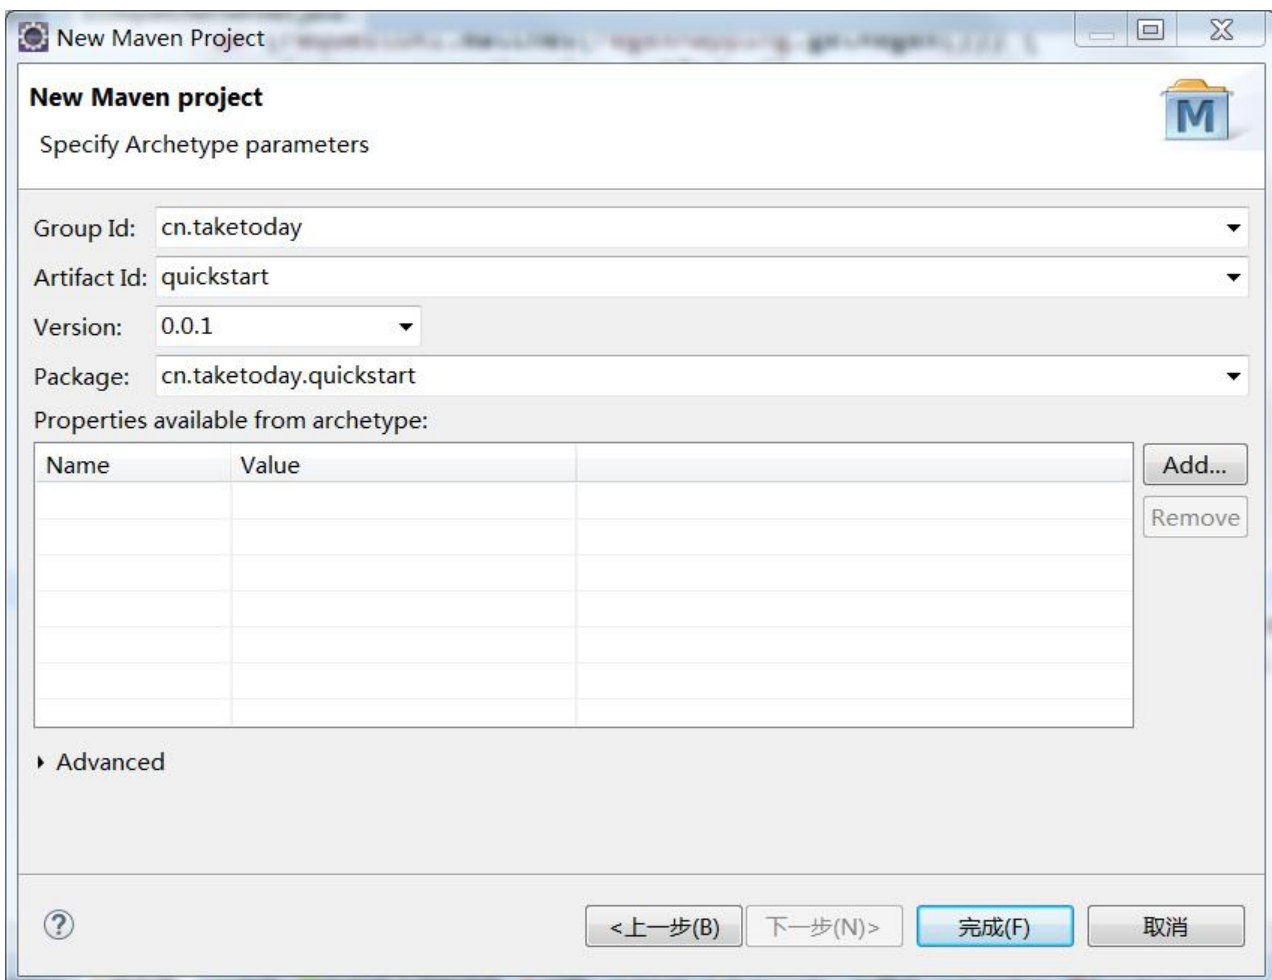 New Maven Project
New Maven project
Specify Archetype parameters
M
Group Id: cn.taketoday
Artifact Id: quickstart
Version: 0.0.1
Package: cn.taketoday.quickstart
Properties available from archetype:
Name Value
Add...
Remove
Advanced
?
<上一步(B) 下一步(N)> 完成(F) 取消